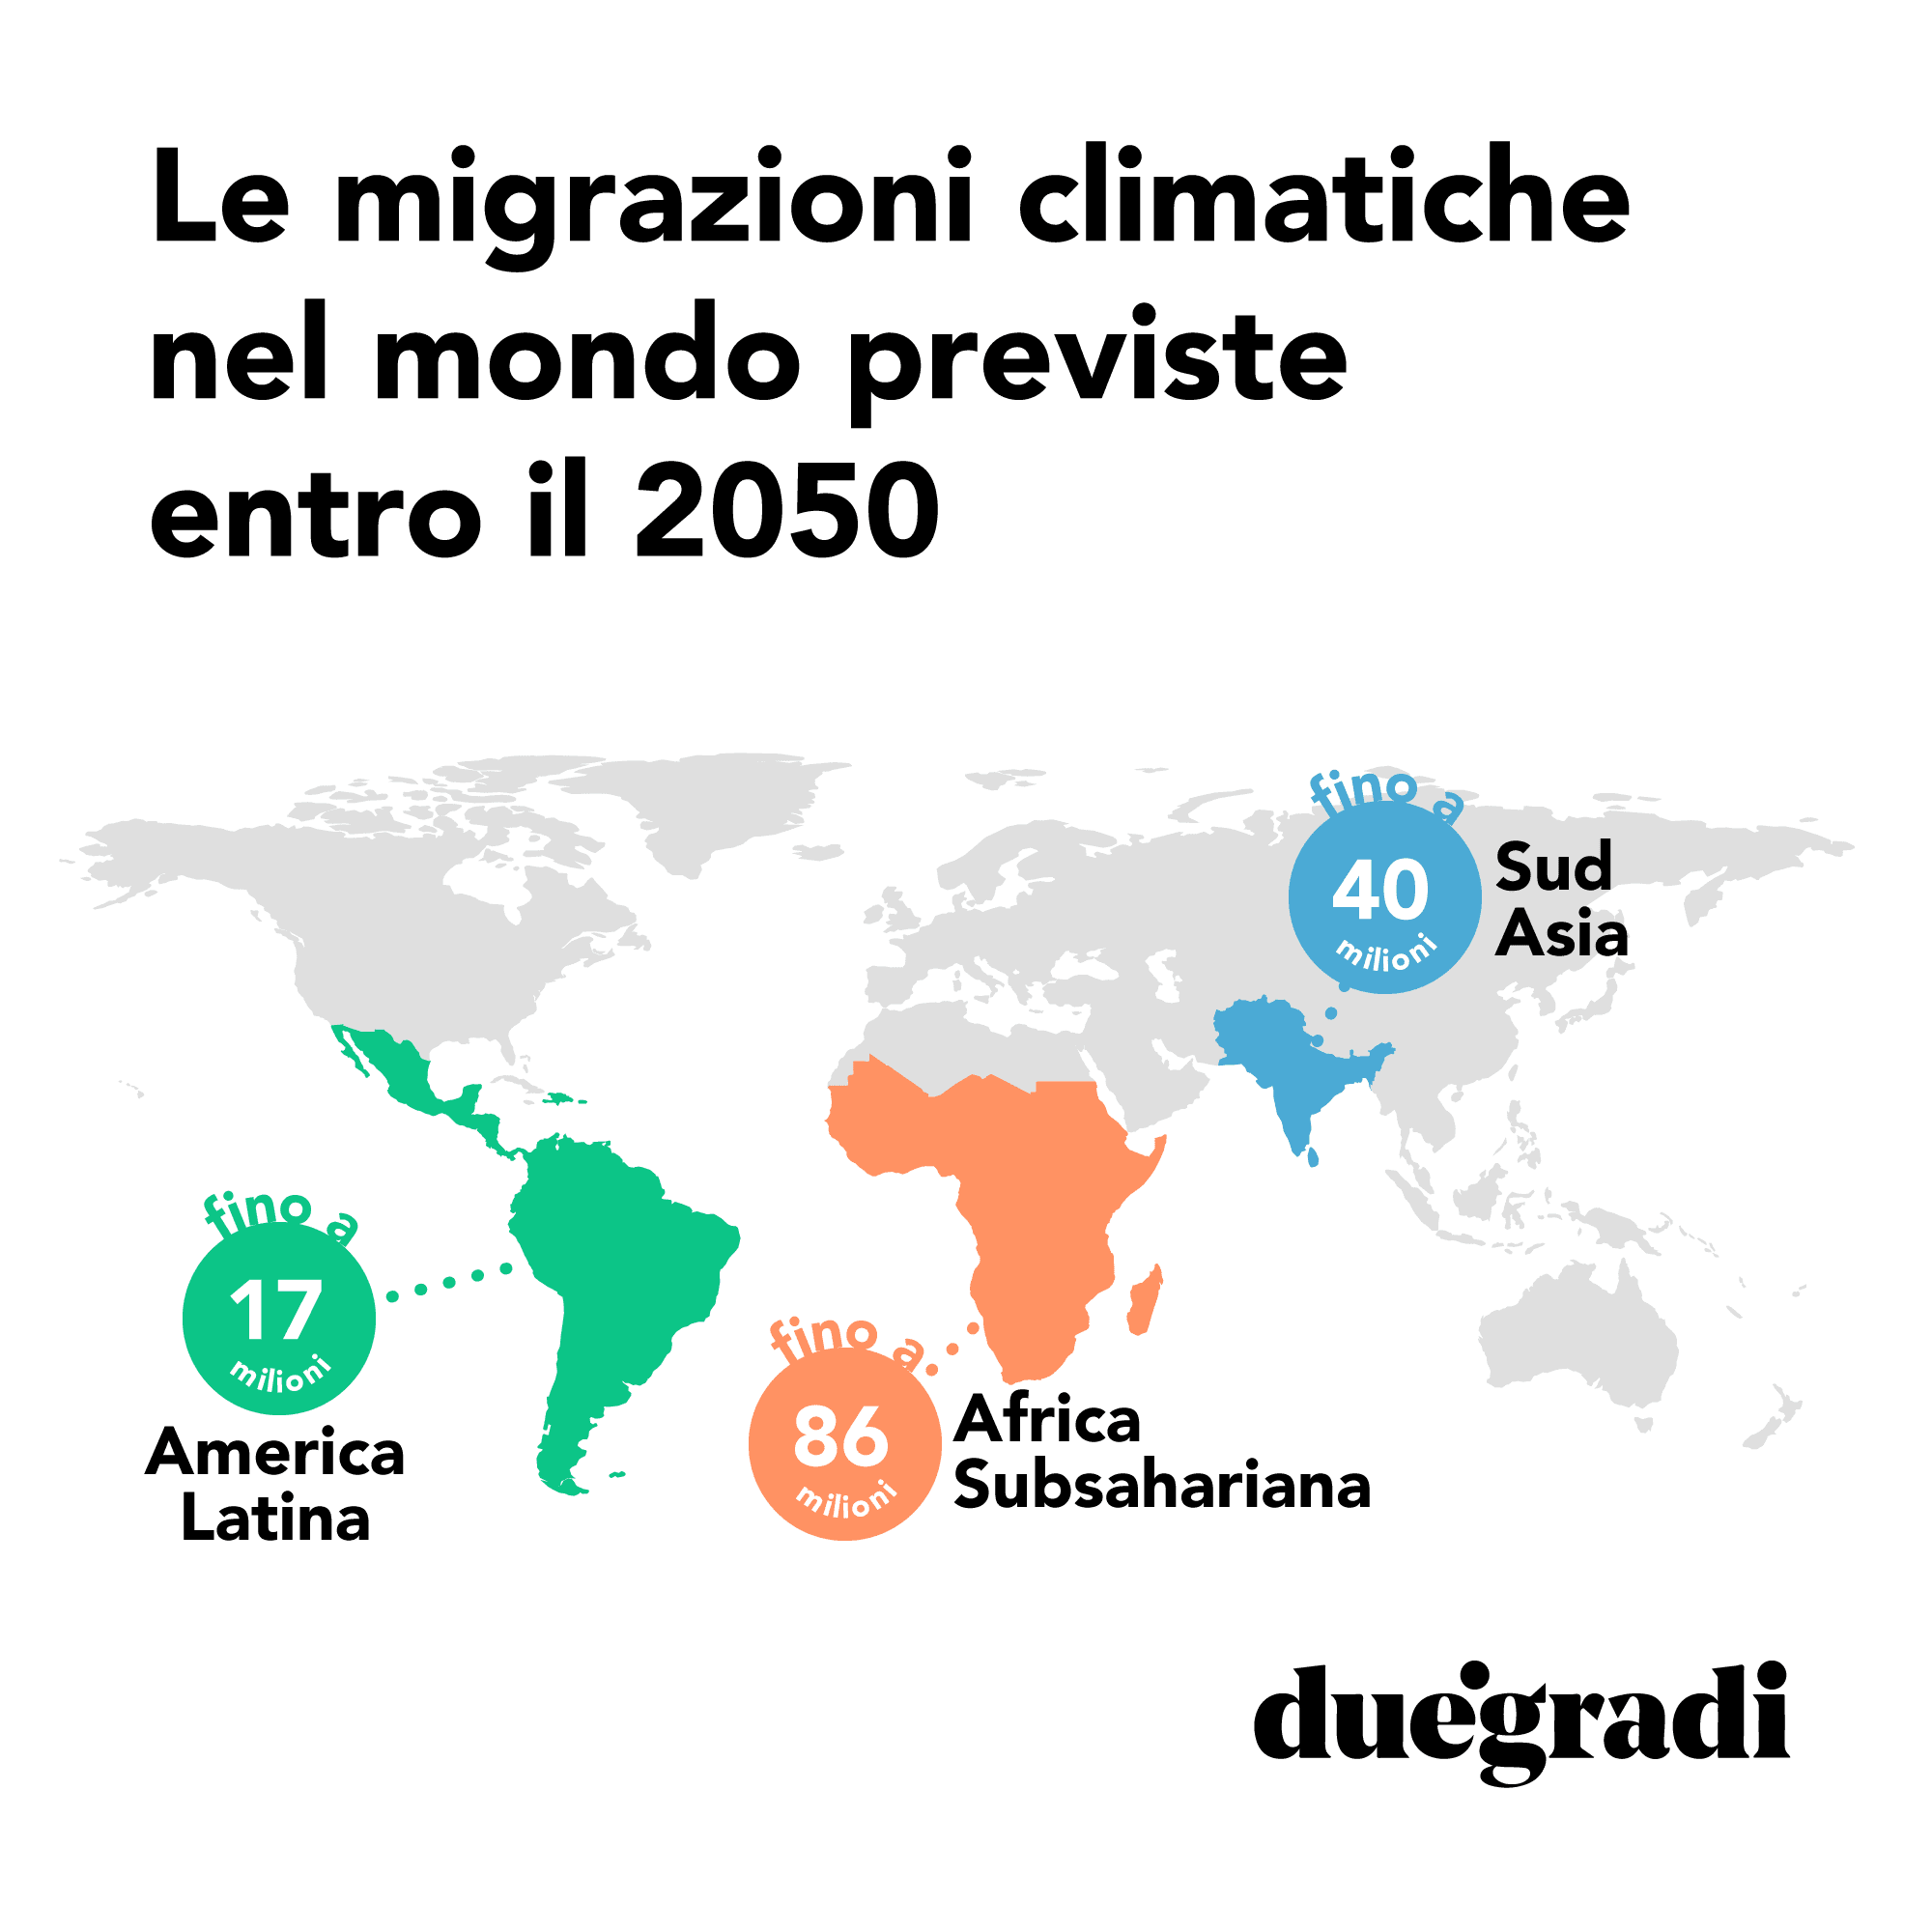 Le migrazioni climatiche
nel mondo previste
entro il 2050
fino a
40
milioni
Sud
Asia
fino a
17
milioni
America
Latina
fino a
86
milioni
Africa
Subsahariana
duegradi